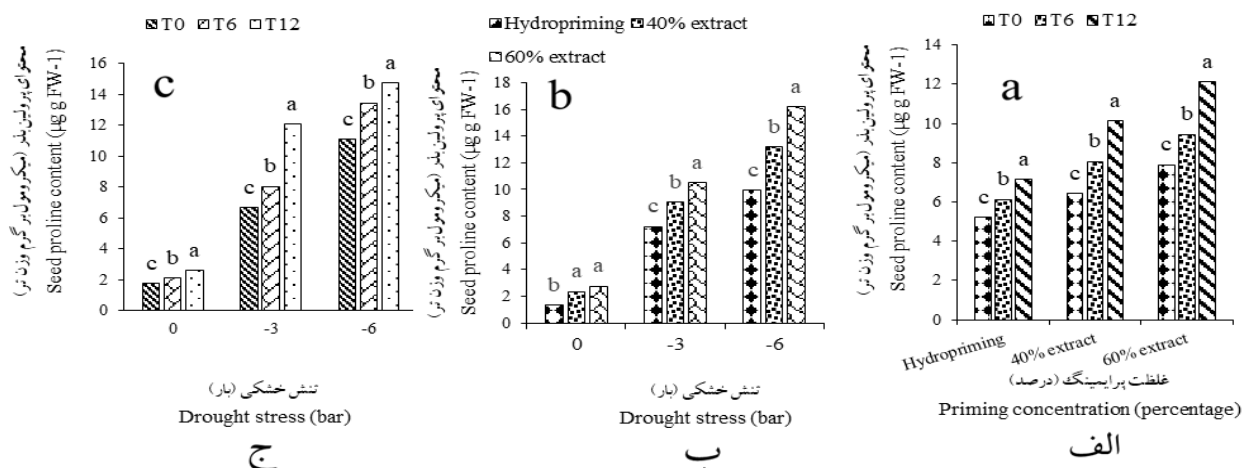 T0 T6 T12
محتوای پرولین بذر (میکرومول بر گرم وزن تر)
Seed proline content (µg g FW-1)
16
14
12
10
8
6
4
2
0
c
c b a
c b a
c b a
0 -3 -6
تنش خشکی (بار)
Drought stress (bar)
ج
Hydropriming 40% extract
60% extract
محتوای پرولین بذر (میکرومول بر گرم وزن تر)
Seed proline content (µg g FW-1)
18
16
14
12
10
8
6
4
2
0
b
b a a
c b a
c b a
0 -3 -6
تنش خشکی (بار)
Drought stress (bar)
ب
T0 T6 T12
محتوای پرولین بذر (میکرومول بر گرم وزن تر)
Seed proline content (µg g FW-1)
14
12
10
8
6
4
2
0
a
c b a
c b a
c b a
Hydropriming 40% extract 60% extract
غلظت پرایمینگ (درصد)
Priming concentration (percentage)
الف